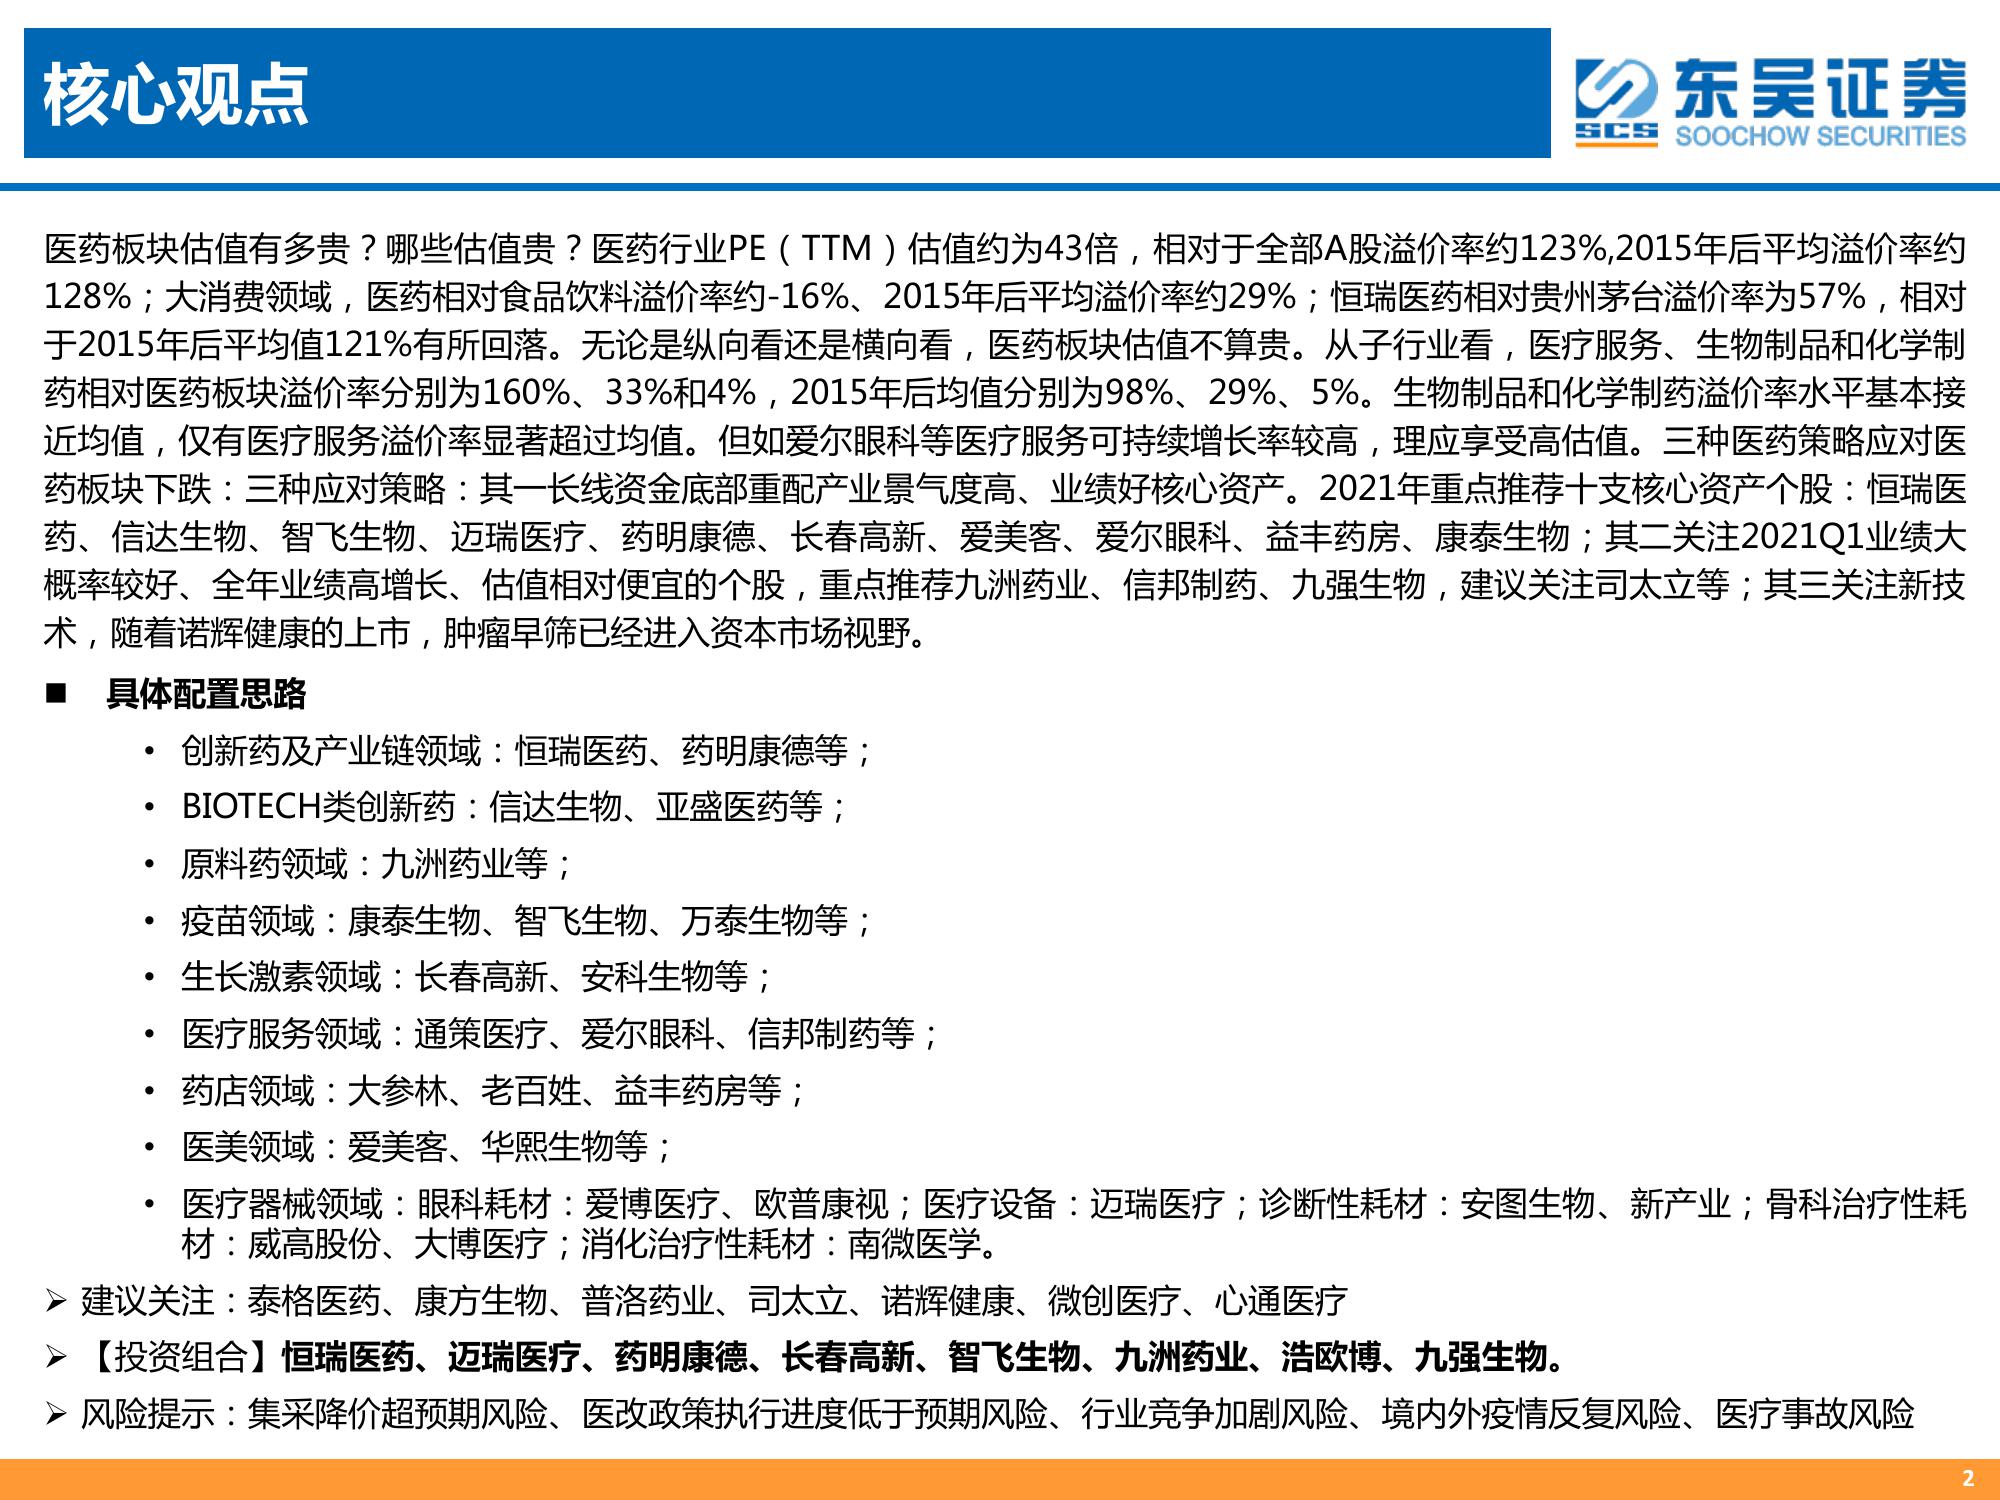 核心观点
东吴证券
SCS
SOOCHOW SECURITIES
医药板块估值有多贵？哪些估值贵？医药行业PE（TTM）估值约为43倍，相对于全部A股溢价率约123%,2015年后平均溢价率约
128%；大消费领域，医药相对食品饮料溢价率约-16%、2015年后平均溢价率约29%；恒瑞医药相对贵州茅台溢价率为57%，相对
于2015年后平均值121%有所回落。无论是纵向看还是横向看，医药板块估值不算贵。从子行业看，医疗服务、生物制品和化学制
药相对医药板块溢价率分别为160%、33%和4%，2015年后均值分别为98%、29%、5%。生物制品和化学制药溢价率水平基本接
近均值，仅有医疗服务溢价率显著超过均值。但如爱尔眼科等医疗服务可持续增长率较高，理应享受高估值。三种医药策略应对医
药板块下跌：三种应对策略：其一长线资金底部重配产业景气度高、业绩好核心资产。2021年重点推荐十支核心资产个股：恒瑞医
药、信达生物、智飞生物、迈瑞医疗、药明康德、长春高新、爱美客、爱尔眼科、益丰药房、康泰生物；其二关注2021Q1业绩大
概率较好、全年业绩高增长、估值相对便宜的个股，重点推荐九洲药业、信邦制药、九强生物，建议关注司太立等；其三关注新技
术，随着诺辉健康的上市，肿瘤早筛已经进入资本市场视野。
■ 具体配置思路
• 创新药及产业链领域：恒瑞医药、药明康德等；
• BIOTECH类创新药：信达生物、亚盛医药等；
• 原料药领域：九洲药业等；
• 疫苗领域：康泰生物、智飞生物、万泰生物等；
• 生长激素领域：长春高新、安科生物等；
• 医疗服务领域：通策医疗、爱尔眼科、信邦制药等；
• 药店领域：大参林、老百姓、益丰药房等；
• 医美领域：爱美客、华熙生物等；
• 医疗器械领域：眼科耗材：爱博医疗、欧普康视；医疗设备：迈瑞医疗；诊断性耗材：安图生物、新产业；骨科治疗性耗
材：威高股份、大博医疗；消化治疗性耗材：南微医学。
➢ 建议关注：泰格医药、康方生物、普洛药业、司太立、诺辉健康、微创医疗、心通医疗
➢ 【投资组合】恒瑞医药、迈瑞医疗、药明康德、长春高新、智飞生物、九洲药业、浩欧博、九强生物。
➢ 风险提示：集采降价超预期风险、医改政策执行进度低于预期风险、行业竞争加剧风险、境内外疫情反复风险、医疗事故风险
2